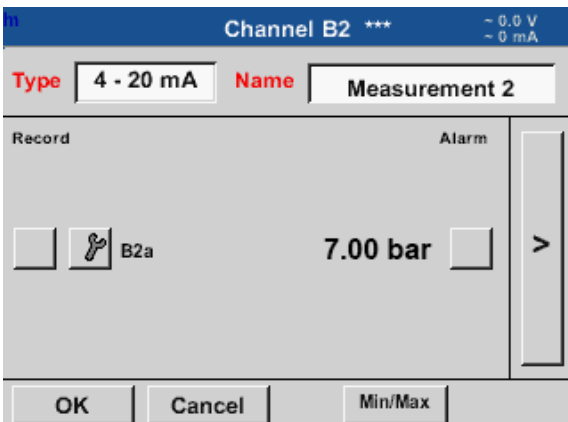 m
Channel B2 ***
~ 0.0 V
~ 0 mA
Type 4 - 20 mA Name Measurement 2
Record Alarm
B2a 7.00 bar >
OK Cancel Min/Max